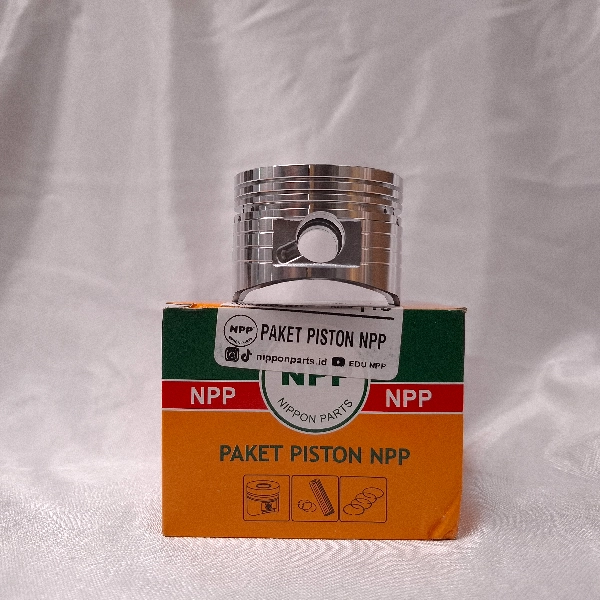 NPP
PAKET PISTON NPP
nipponparts.id EDU NPP
NPP
NPP
NPP
NIPPON PARTS
PAKET PISTON NPP